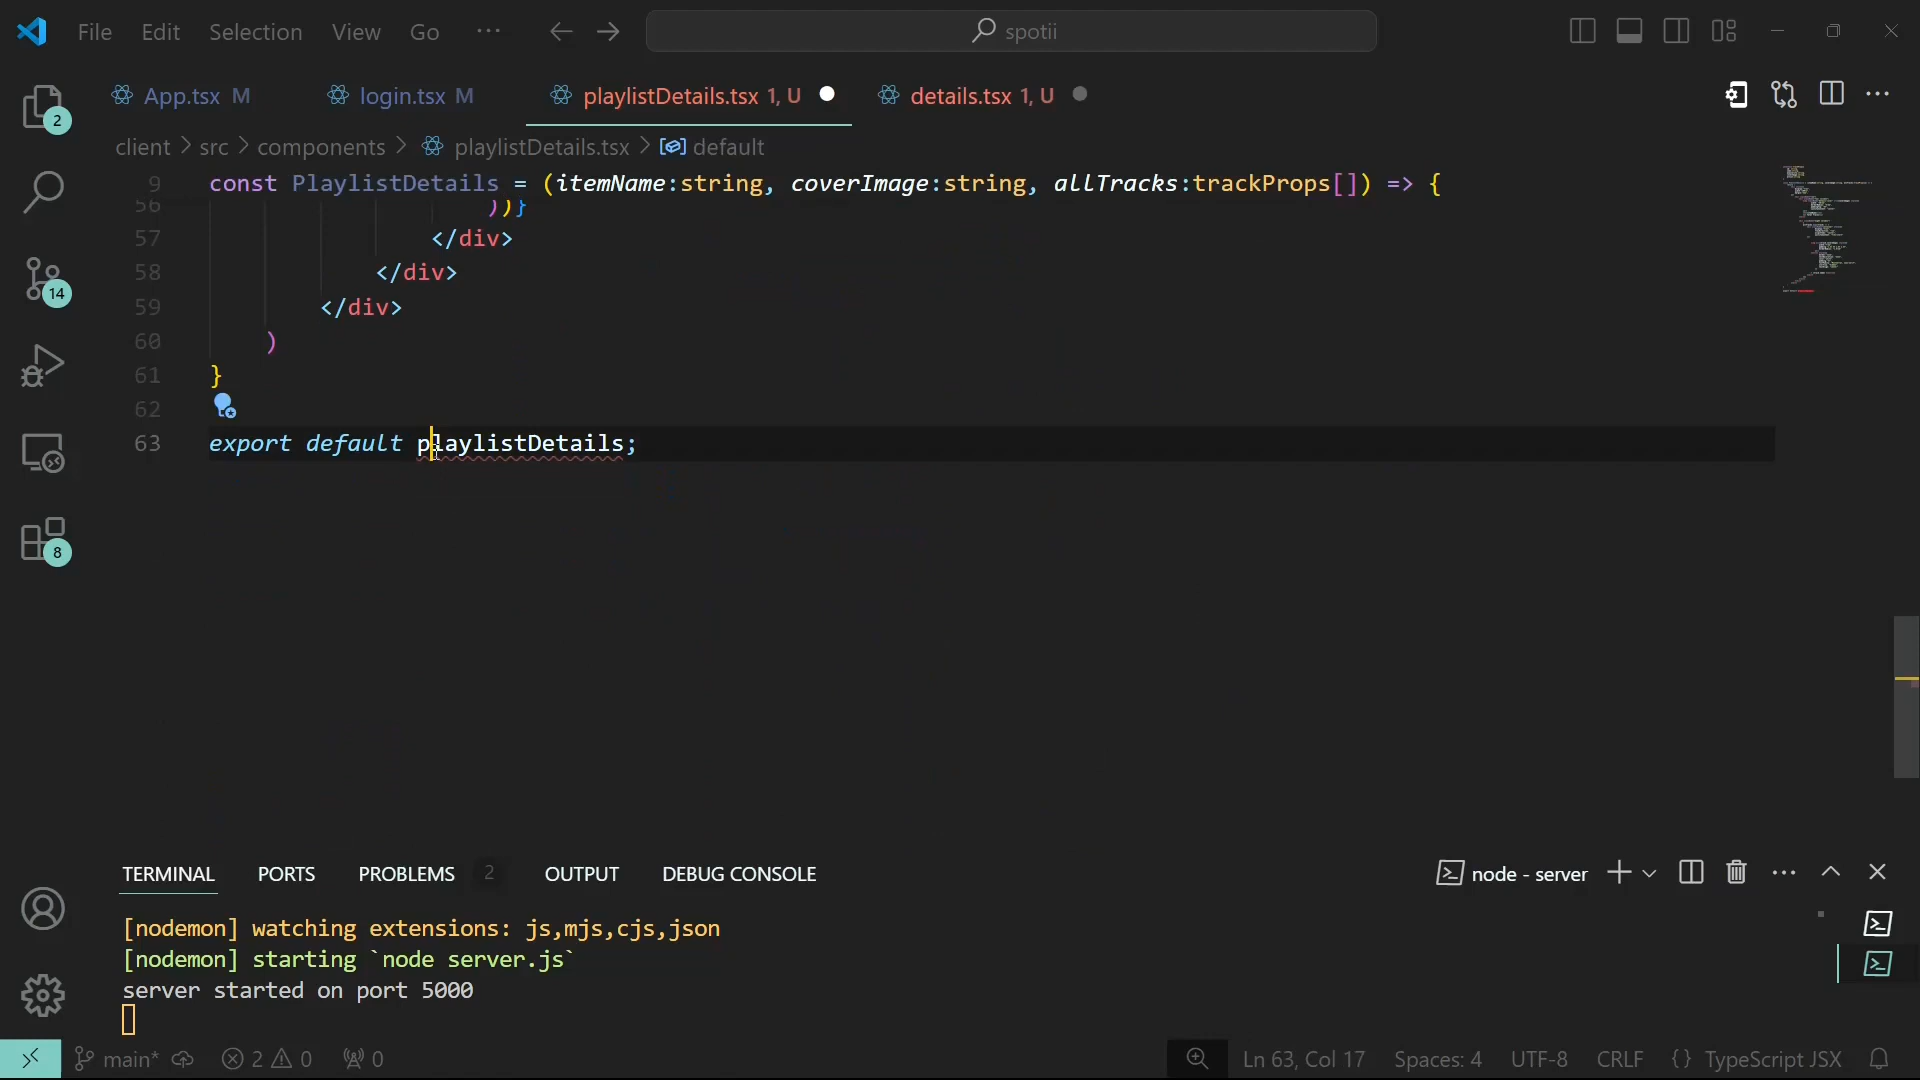 File Edit Selection View Go ··· spotii
2
App.tsx M login.tsx M playlistDetails.tsx 1, U details.tsx 1, U
client > src > components > playlistDetails.tsx > default
9 const PlaylistDetails = (itemName:string, coverImage:string, allTracks:trackProps[]) => {
56 ))}
57 </div>
58 </div>
59 </div>
60 )
61 }
62
63 export default playlistDetails;
14
8
TERMINAL PORTS PROBLEMS 2 OUTPUT DEBUG CONSOLE node - server
[nodemon] watching extensions: js,mjs,cjs,json
[nodemon] starting `node server.js`
server started on port 5000
main* 2 0 0 Ln 63, Col 17 Spaces: 4 UTF-8 CRLF {} TypeScript JSX